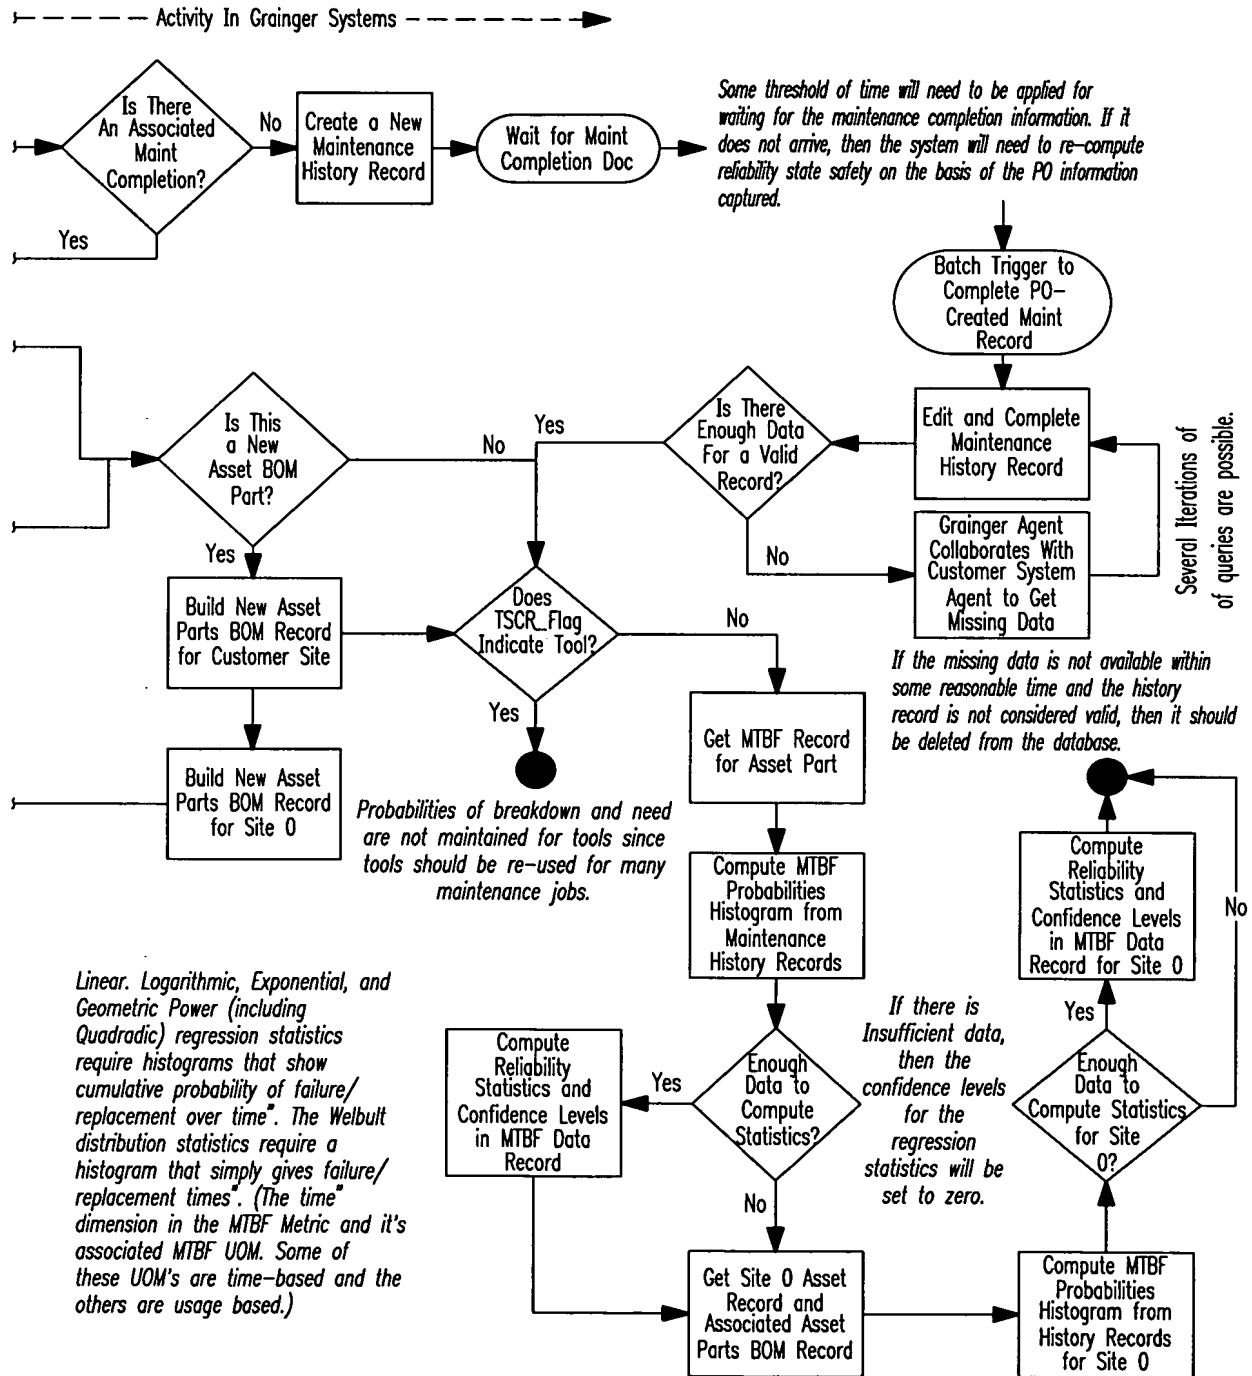 Activity In Grainger Systems
Is There
An Associated
Maint
Completion?
No
Yes
Create a New
Maintenance
History Record
Wait for Maint
Completion Doc
Some threshold of time will need to be applied for
waiting for the maintenance completion information. If it
does not arrive, then the system will need to re-compute
reliability state safety on the basis of the PO information
captured.
Batch Trigger to
Complete PO-
Created Maint
Record
Edit and Complete
Maintenance
History Record
Several Iterations of
of queries are possible.
Is There
Enough Data
For a Valid
Record?
Yes
No
Grainger Agent
Collaborates With
Customer System
Agent to Get
Missing Data
If the missing data is not available within
some reasonable time and the history
record is not considered valid, then it should
be deleted from the database.
Is This
a New
Asset BOM
Part?
No
Yes
Build New Asset
Parts BOM Record
for Customer Site
Build New Asset
Parts BOM Record
for Site 0
Does
TSCR_Flag
Indicate Tool?
No
Yes
Probabilities of breakdown and need
are not maintained for tools since
tools should be re-used for many
maintenance jobs.
Get MTBF Record
for Asset Part
Compute MTBF
Probabilities
Histogram from
Maintenance
History Records
Enough
Data to
Compute
Statistics?
Yes
No
Compute
Reliability
Statistics and
Confidence Levels
in MTBF Data
Record
If there is
Insufficient data,
then the
confidence levels
for the
regression
statistics will be
set to zero.
Get Site 0 Asset
Record and
Associated Asset
Parts BOM Record
Compute MTBF
Probabilities
Histogram from
History Records
for Site 0
Enough
Data to
Compute Statistics
for Site
0?
Yes
No
Compute
Reliability
Statistics and
Confidence Levels
in MTBF Data
Record for Site 0
Linear. Logarithmic, Exponential, and
Geometric Power (including
Quadradic) regression statistics
require histograms that show
cumulative probability of failure/
replacement over time". The Welbult
distribution statistics require a
histogram that simply gives failure/
replacement times". (The time"
dimension in the MTBF Metric and it's
associated MTBF UOM. Some of
these UOM's are time-based and the
others are usage based.)